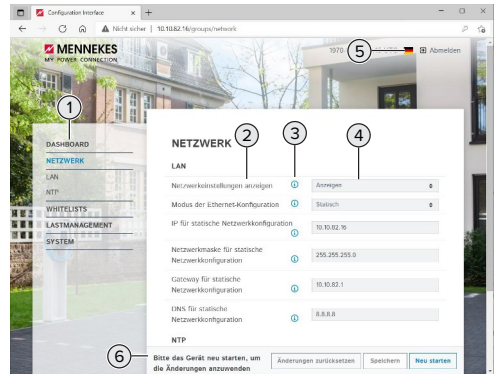 Configuration Interface
Nicht sicher | 10.10.82.16/groups/network
MENNEKES
MY POWER CONNECTION
1970
5
Abmelden
1
DASHBOARD
NETZWERK
LAN
NTP
WHITELISTS
LASTMANAGEMENT
SYSTEM
NETZWERK
2
3
4
LAN
Netzwerkeinstellungen anzeigen
Anzeigen
Modus der Ethernet-Konfiguration
Statisch
IP für statische Netzwerkkonfiguration
10.10.82.16
Netzwerkmaske für statische
Netzwerkkonfiguration
255.255.255.0
Gateway für statische
Netzwerkkonfiguration
10.10.82.1
DNS für statische
Netzwerkkonfiguration
8.8.8.8
NTP
6
Bitte das Gerät neu starten, um
die Änderungen anzuwenden
Änderungen zurücksetzen
Speichern
Neu starten